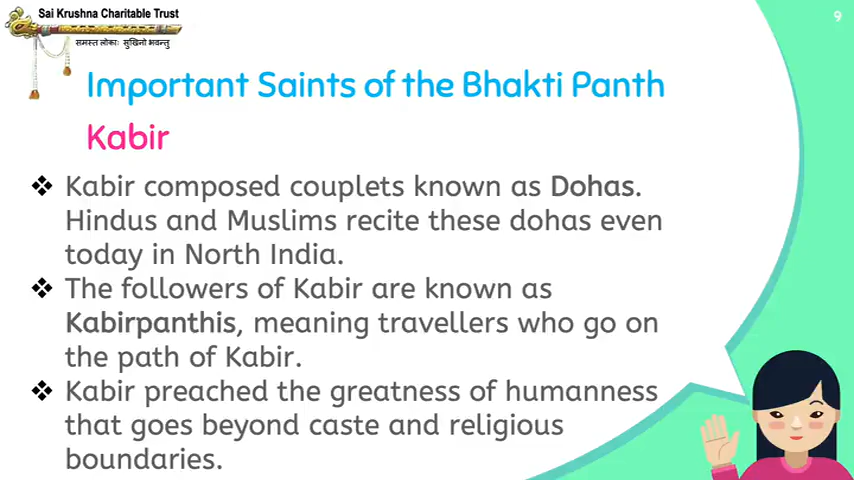 Sai Krushna Charitable Trust
समस्त लोकाः सुखिनो भवन्तु
9
Important Saints of the Bhakti Panth
Kabir
❖ Kabir composed couplets known as Dohas.
Hindus and Muslims recite these dohas even
today in North India.
❖ The followers of Kabir are known as
Kabirpanthis, meaning travellers who go on
the path of Kabir.
❖ Kabir preached the greatness of humanness
that goes beyond caste and religious
boundaries.